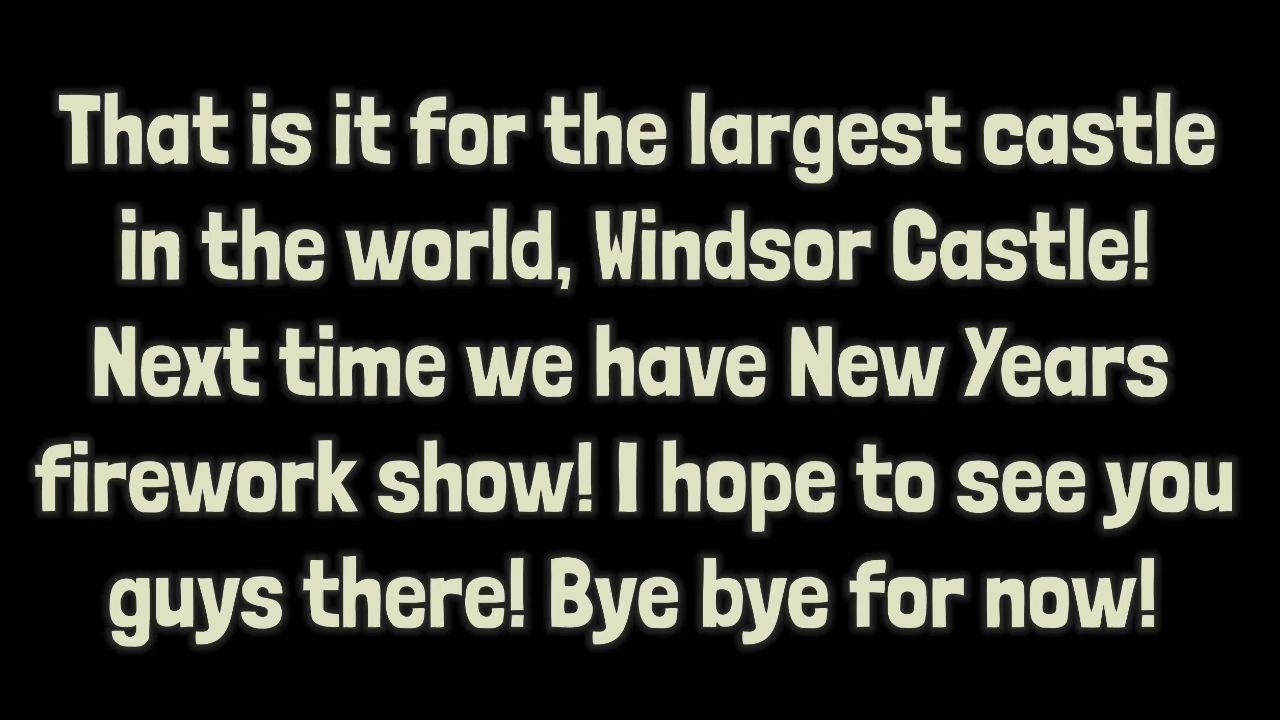 That is it for the largest castle
in the world, Windsor Castle!
Next time we have New Years
firework show! I hope to see you
guys there! Bye bye for now!